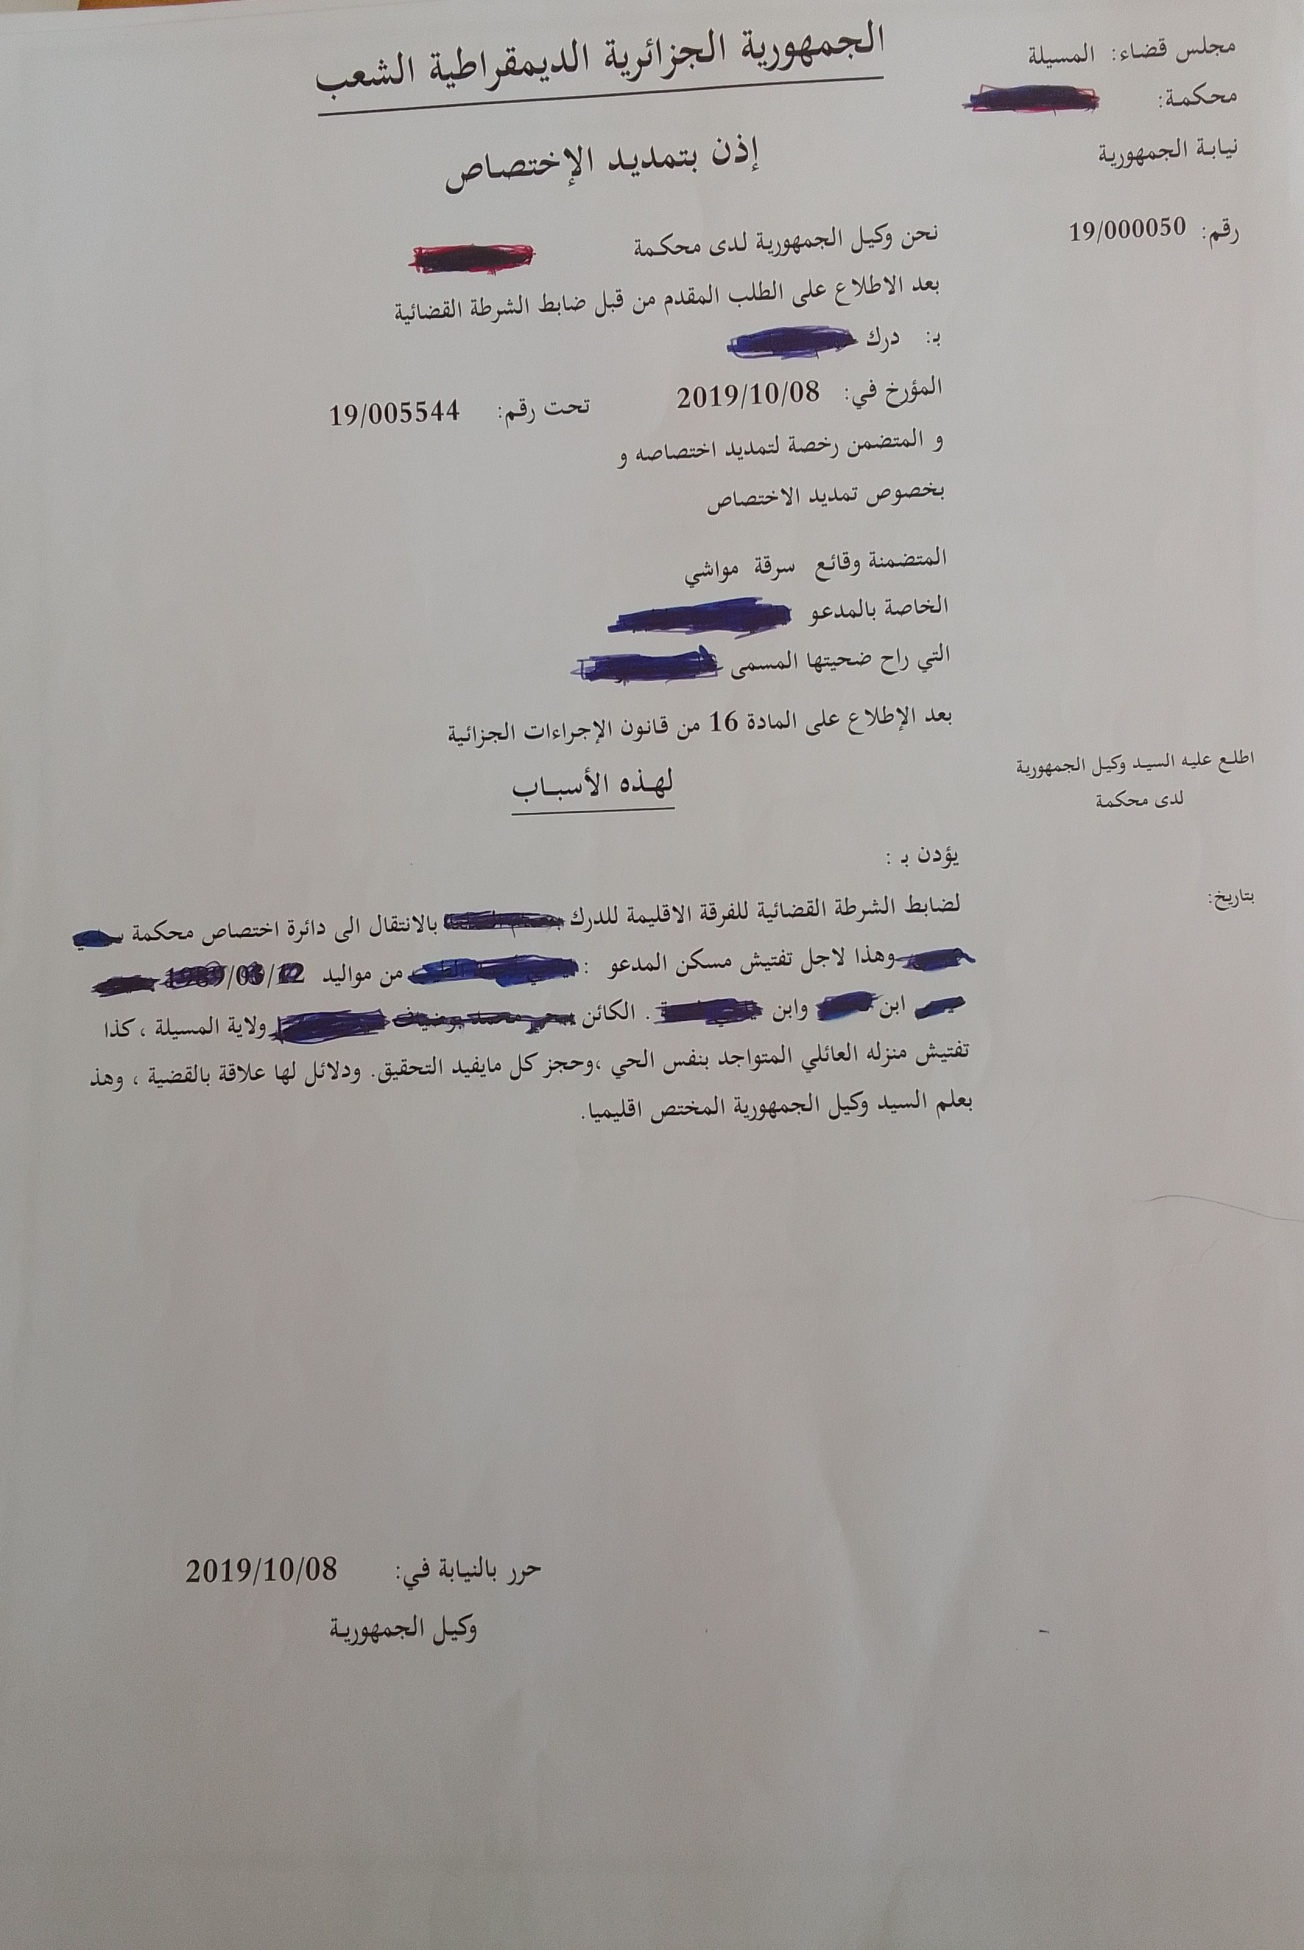 الجمهورية الجزائرية الديمقراطية الشعب
مجلس قضاء: المسيلة
محكمة:
نيابة الجمهورية
إذن بتمديد الإختصاص
رقم: 19/000050
نحن وكيل الجمهورية لدى محكمة
بعد الاطلاع على الطلب المقدم من قبل ضابط الشرطة القضائية
بـ: درك
المؤرخ في: 2019/10/08 تحت رقم: 19/005544
و المتضمن رخصة لتمديد اختصاصه و
بخصوص تمديد الاختصاص
المتضمنة وقائع سرقة مواشي
الخاصة بالمدعو
التي راح ضحيتها المسمى
بعد الإطلاع على المادة 16 من قانون الإجراءات الجزائية
اطلع عليه السيد وكيل الجمهورية
لدى محكمة
لهذه الأسباب
يؤدن بـ :
بتاريخ:
لضابط الشرطة القضائية للفرقة الاقليمة للدرك بالانتقال الى دائرة اختصاص محكمة
وهذا لاجل تفتيش مسكن المدعو : من مواليد
ابن وابن . الكائن ولاية المسيلة ، كذا
تفتيش منزله العائلي المتواجد بنفس الحي ،وحجز كل مايفيد التحقيق. ودلائل لها علاقة بالقضية ، وهذ
بعلم السيد وكيل الجمهورية المختص اقليميا.
حرر بالنيابة في: 2019/10/08
وكيل الجمهورية